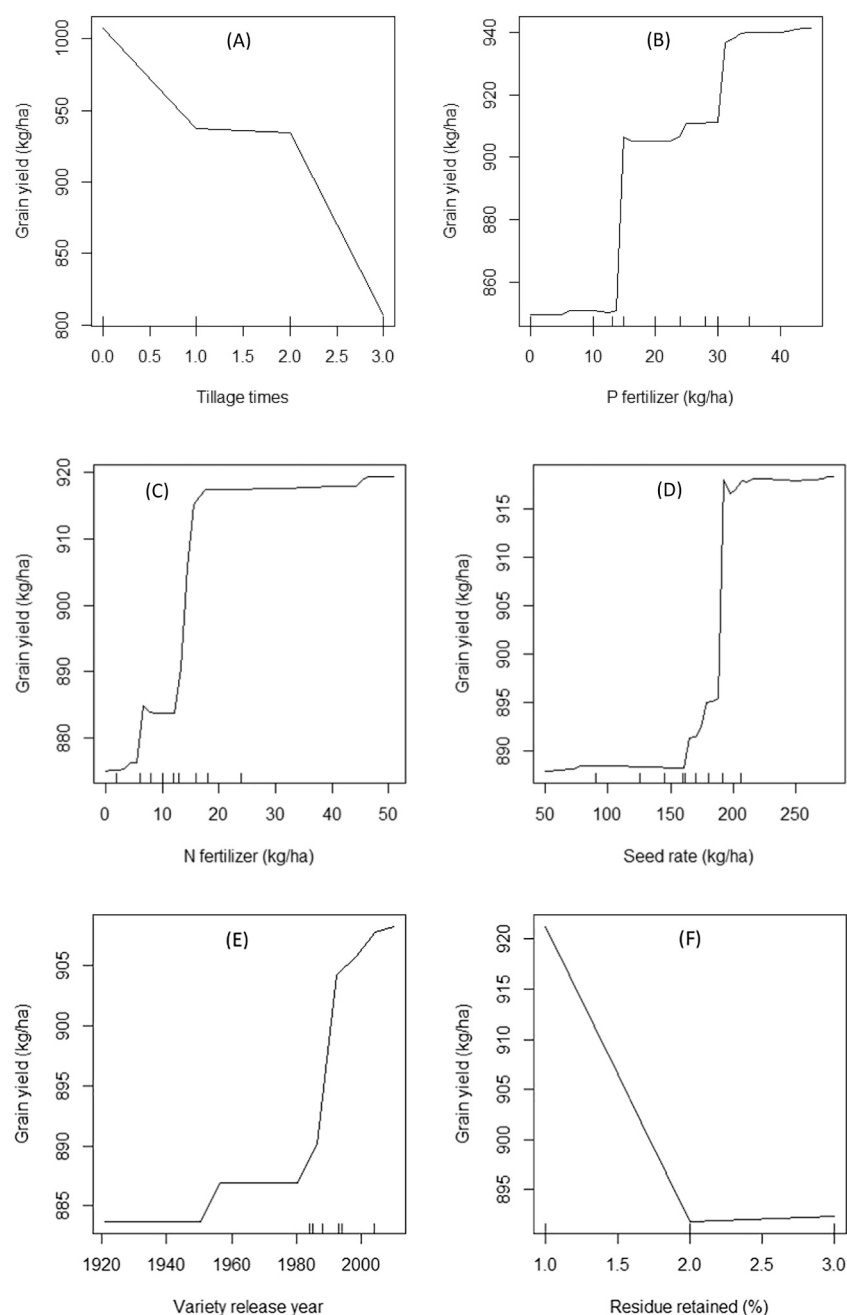 (A)
Grain yield (kg/ha)
1000
950
900
850
800
0.0 0.5 1.0 1.5 2.0 2.5 3.0
Tillage times
(B)
Grain yield (kg/ha)
940
920
900
880
860
0 10 20 30 40
P fertilizer (kg/ha)
(C)
Grain yield (kg/ha)
920
910
900
890
880
0 10 20 30 40 50
N fertilizer (kg/ha)
(D)
Grain yield (kg/ha)
915
910
905
900
895
890
50 100 150 200 250
Seed rate (kg/ha)
(E)
Grain yield (kg/ha)
905
900
895
890
885
1920 1940 1960 1980 2000
Variety release year
(F)
Grain yield (kg/ha)
920
915
910
905
900
895
1.0 1.5 2.0 2.5 3.0
Residue retained (%)